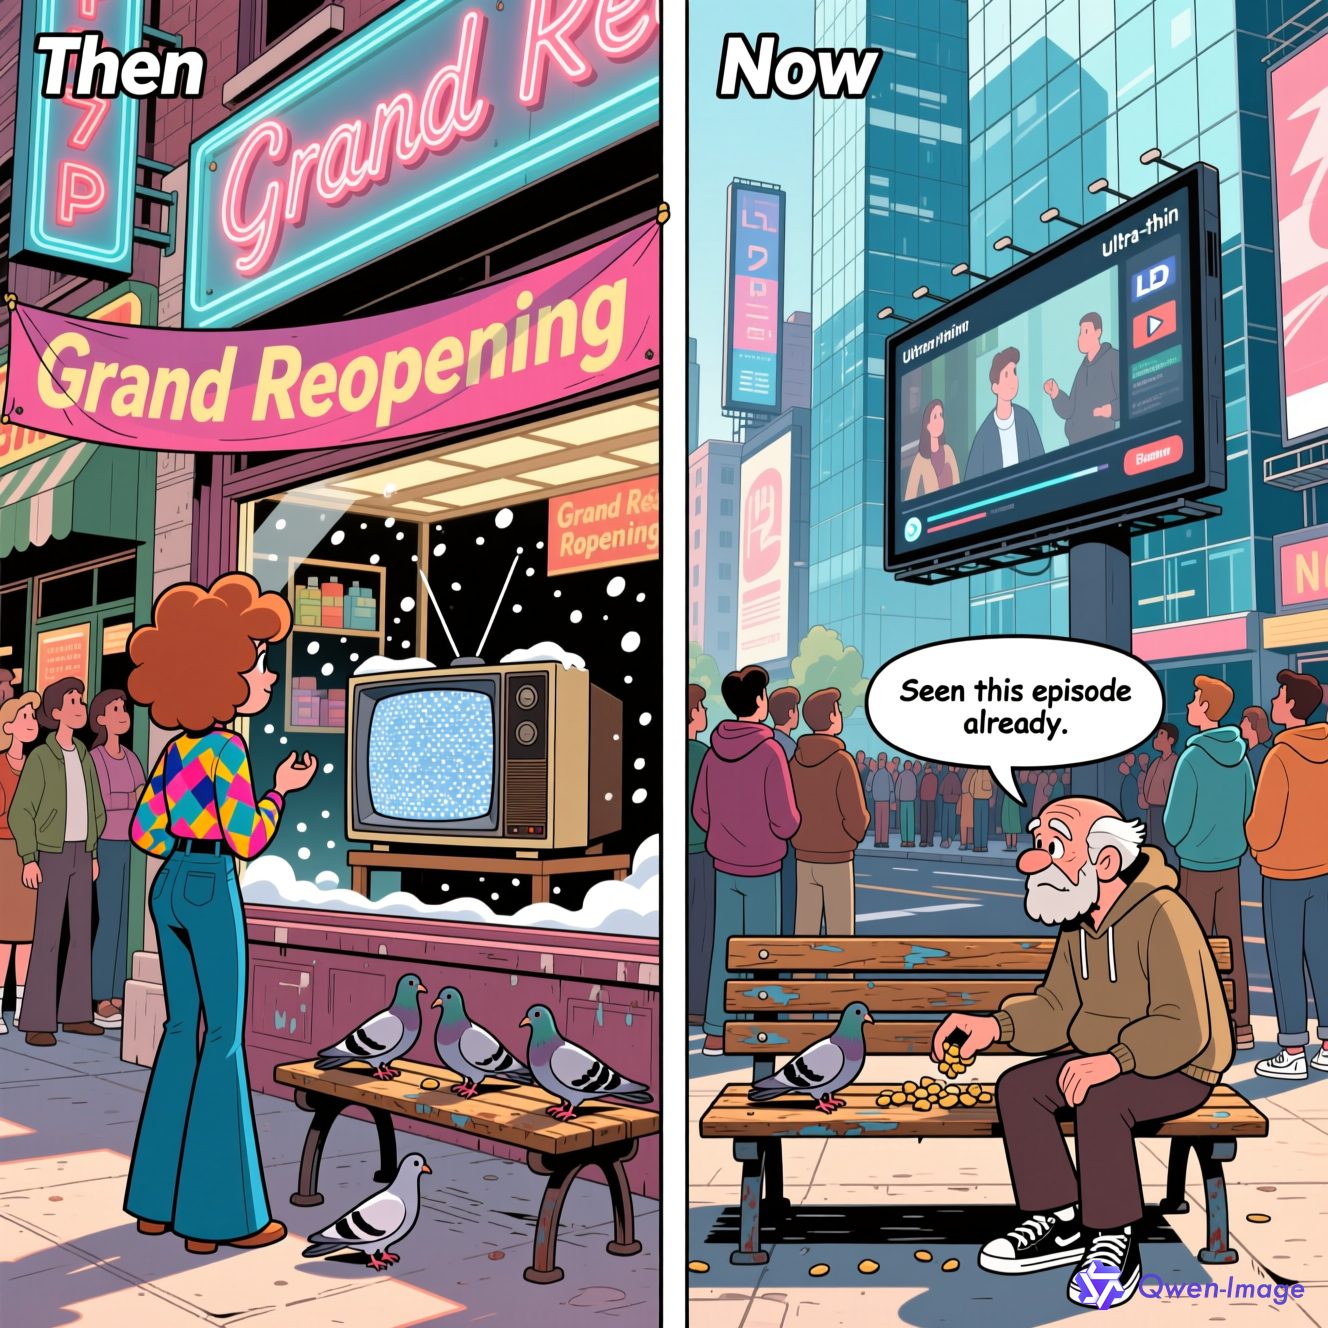 Then
Grand Re
Grand Reopening
Grand Re
Ropening
Now
Ultra-thin
LD
Seen this episode
already.
N
Qwen-Image